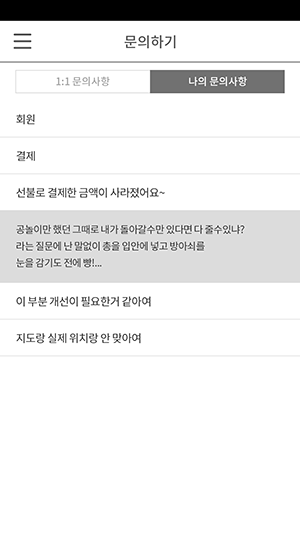 문의하기
1:1 문의사항
나의 문의사항
회원
결제
선불로 결제한 금액이 사라졌어요~
공놀이만 했던 그때로 내가 돌아갈수만 있다면 다 줄수있냐?
라는 질문에 난 말없이 총을 입안에 넣고 방아쇠를
눈을 감기도 전에 빵!...
이 부분 개선이 필요한거 같아여
지도랑 실제 위치랑 안 맞아여